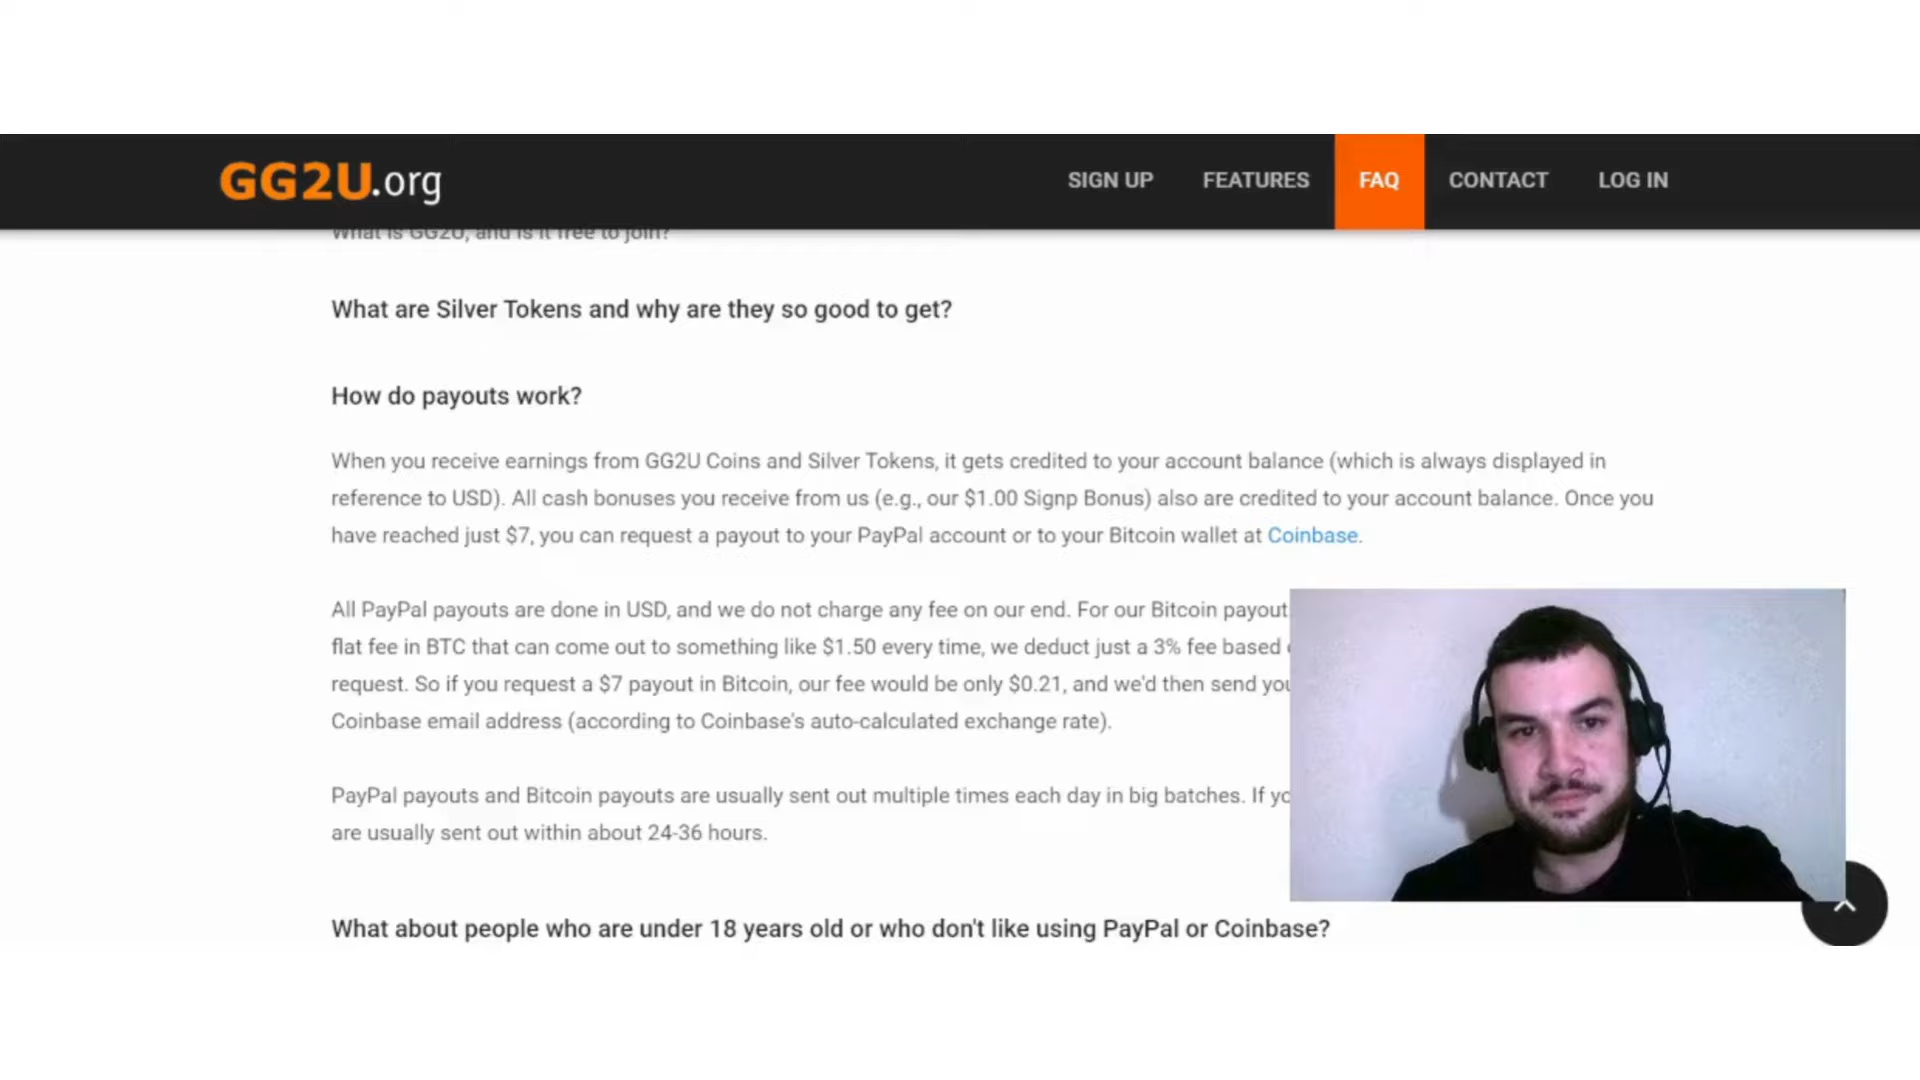 GG2U.org
SIGN UP FEATURES FAQ CONTACT LOG IN
What is GG2U, and is it free to join?
What are Silver Tokens and why are they so good to get?
How do payouts work?
When you receive earnings from GG2U Coins and Silver Tokens, it gets credited to your account balance (which is always displayed in
reference to USD). All cash bonuses you receive from us (e.g., our $1.00 Signp Bonus) also are credited to your account balance. Once you
have reached just $7, you can request a payout to your PayPal account or to your Bitcoin wallet at Coinbase.
All PayPal payouts are done in USD, and we do not charge any fee on our end. For our Bitcoin payout
flat fee in BTC that can come out to something like $1.50 every time, we deduct just a 3% fee based
request. So if you request a $7 payout in Bitcoin, our fee would be only $0.21, and we'd then send you
Coinbase email address (according to Coinbase's auto-calculated exchange rate).
PayPal payouts and Bitcoin payouts are usually sent out multiple times each day in big batches. If
are usually sent out within about 24-36 hours.
What about people who are under 18 years old or who don't like using PayPal or Coinbase?